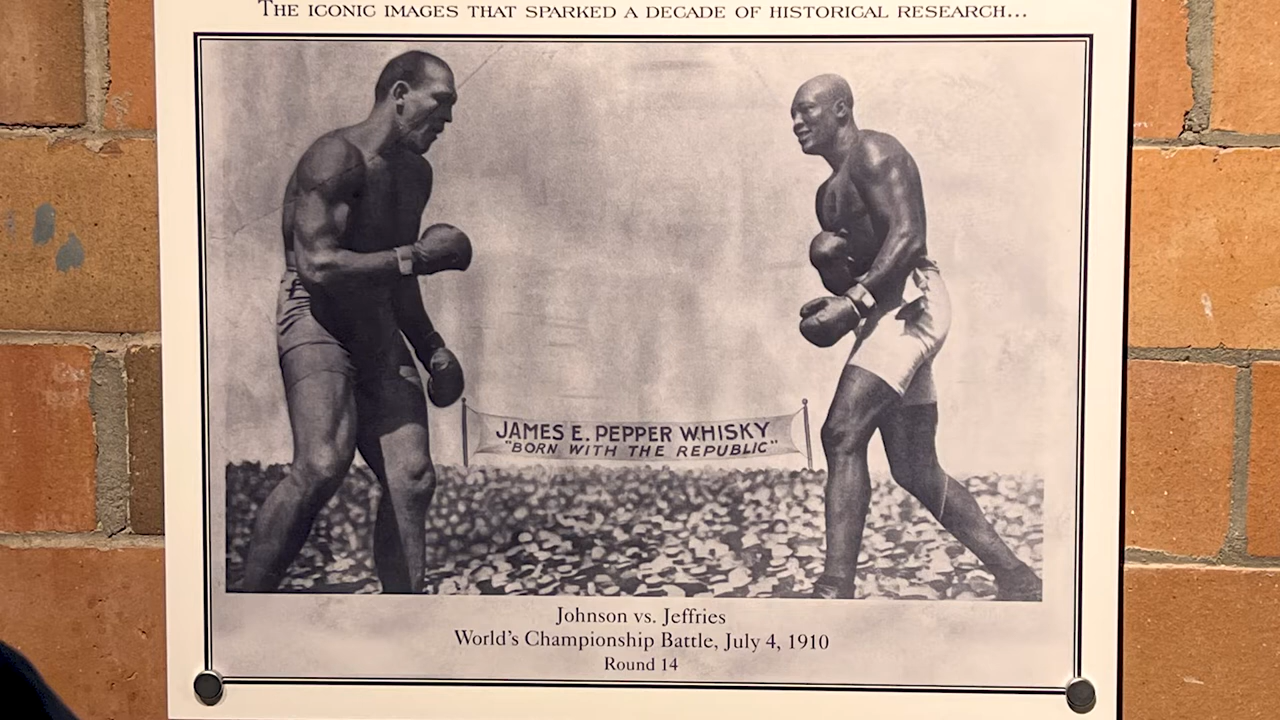 THE ICONIC IMAGES THAT SPARKED A DECADE OF HISTORICAL RESEARCH...
JAMES E. PEPPER WHISKY
"BORN WITH THE REPUBLIC"
Johnson vs. Jeffries
World's Championship Battle, July 4, 1910
Round 14